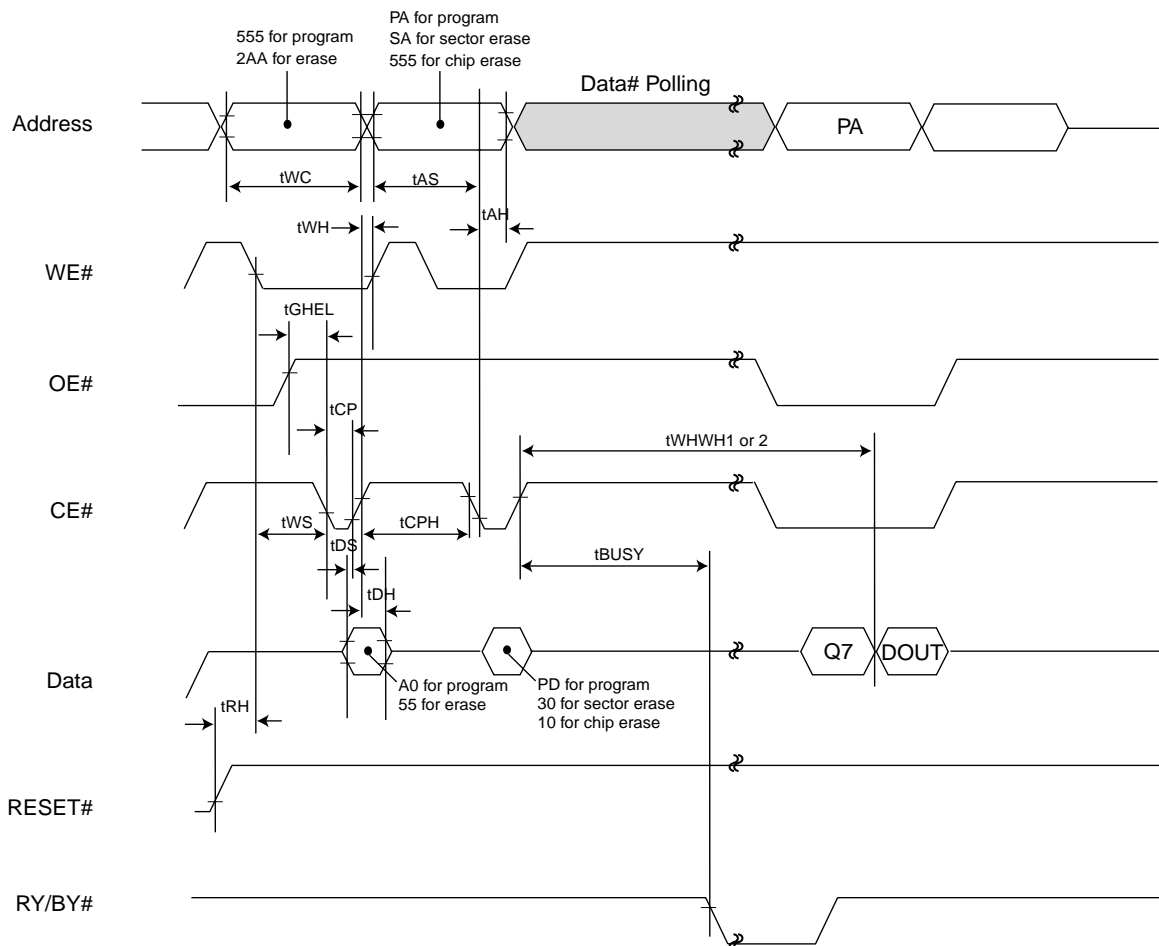 555 for program
2AA for erase
PA for program
SA for sector erase
555 for chip erase
Data# Polling
Address
PA
tWC
tAS
tWH
tAH
WE#
tGHEL
OE#
tCP
tWHWH1 or 2
CE#
tWS
tCPH
tDS
tBUSY
tDH
Data
Q7
DOUT
A0 for program
55 for erase
PD for program
30 for sector erase
10 for chip erase
tRH
RESET#
RY/BY#